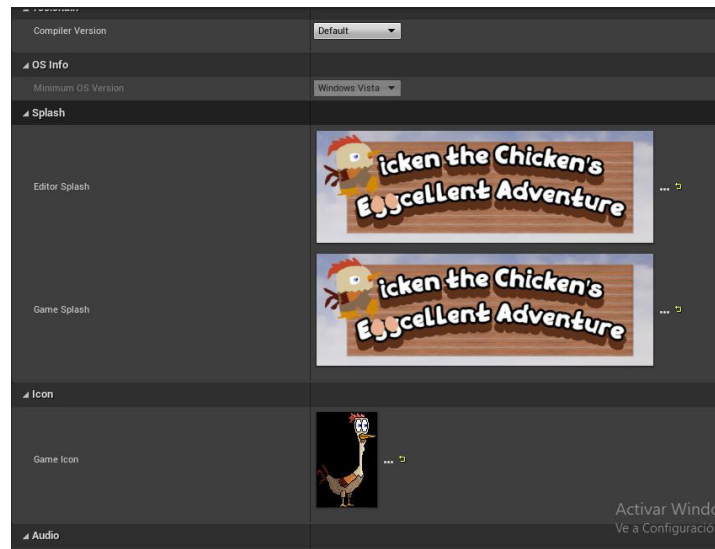 Compiler Version
Default
OS Info
Minimum OS Version
Windows Vista
Splash
Editor Splash
icken the Chicken's
Eggcellent Adventure
...
Game Splash
icken the Chicken's
Eggcellent Adventure
...
Icon
Game Icon
...
Activar Windo
Ve a Configuració
Audio